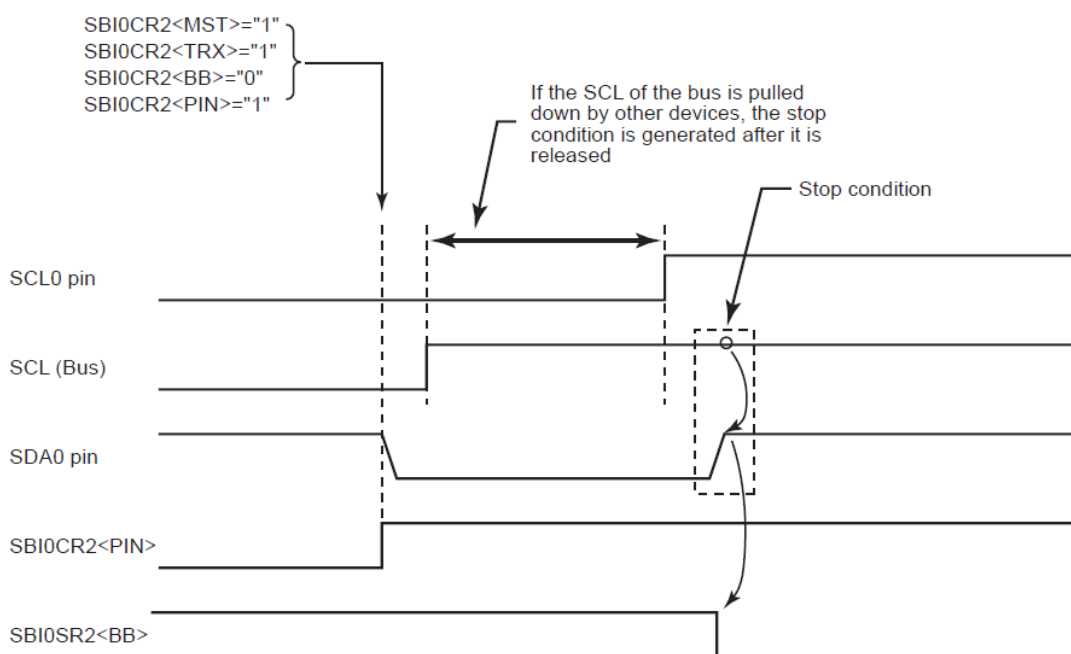 SBI0CR2<MST>="1"
SBI0CR2<TRX>="1"
SBI0CR2<BB>="0"
SBI0CR2<PIN>="1"
If the SCL of the bus is pulled
down by other devices, the stop
condition is generated after it is
released
Stop condition
SCL0 pin
SCL (Bus)
SDA0 pin
SBI0CR2<PIN>
SBI0SR2<BB>